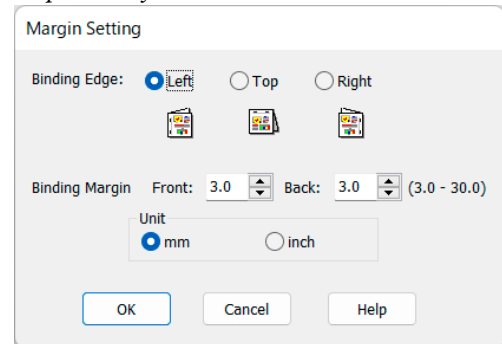 Margin Setting
Binding Edge: Left Top Right
Binding Margin Front: 3.0 Back: 3.0 (3.0 - 30.0)
Unit
mm inch
OK Cancel Help